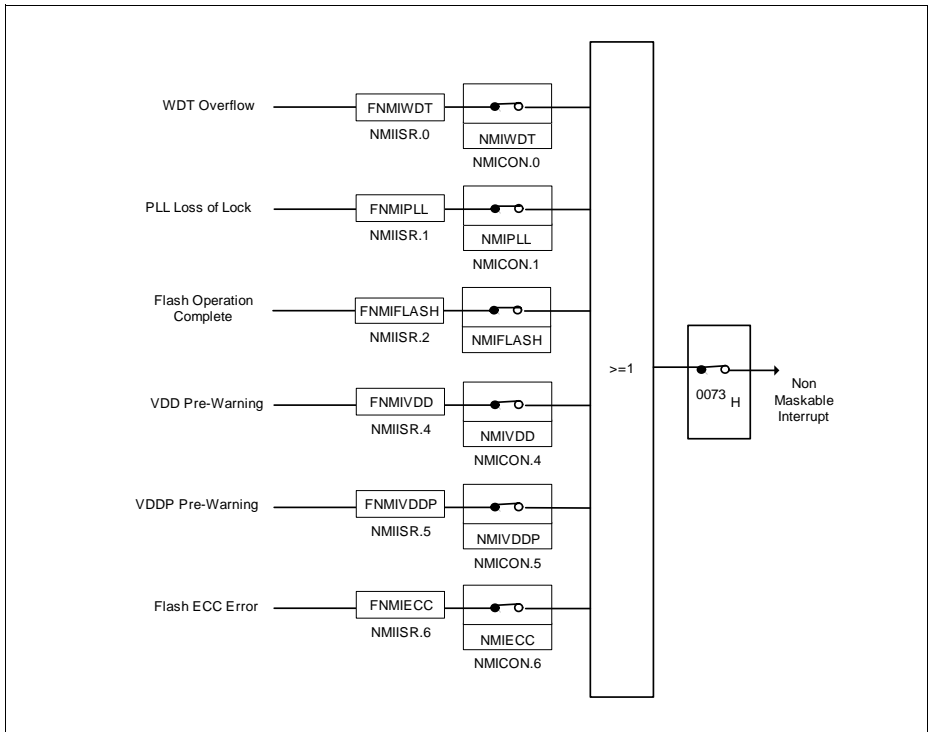 WDT Overflow
FNMIWDT
NMIISR.0
NMIWDT
NMICON.0
PLL Loss of Lock
FNMIPLL
NMIISR.1
NMIPLL
NMICON.1
Flash Operation
Complete
FNMIFLASH
NMIISR.2
NMIFLASH
VDD Pre-Warning
FNMIVDD
NMIISR.4
NMIVDD
NMICON.4
VDDP Pre-Warning
FNMIVDDP
NMIISR.5
NMIVDDP
NMICON.5
Flash ECC Error
FNMIECC
NMIISR.6
NMIECC
NMICON.6
>=1
0073 H
Non
Maskable
Interrupt